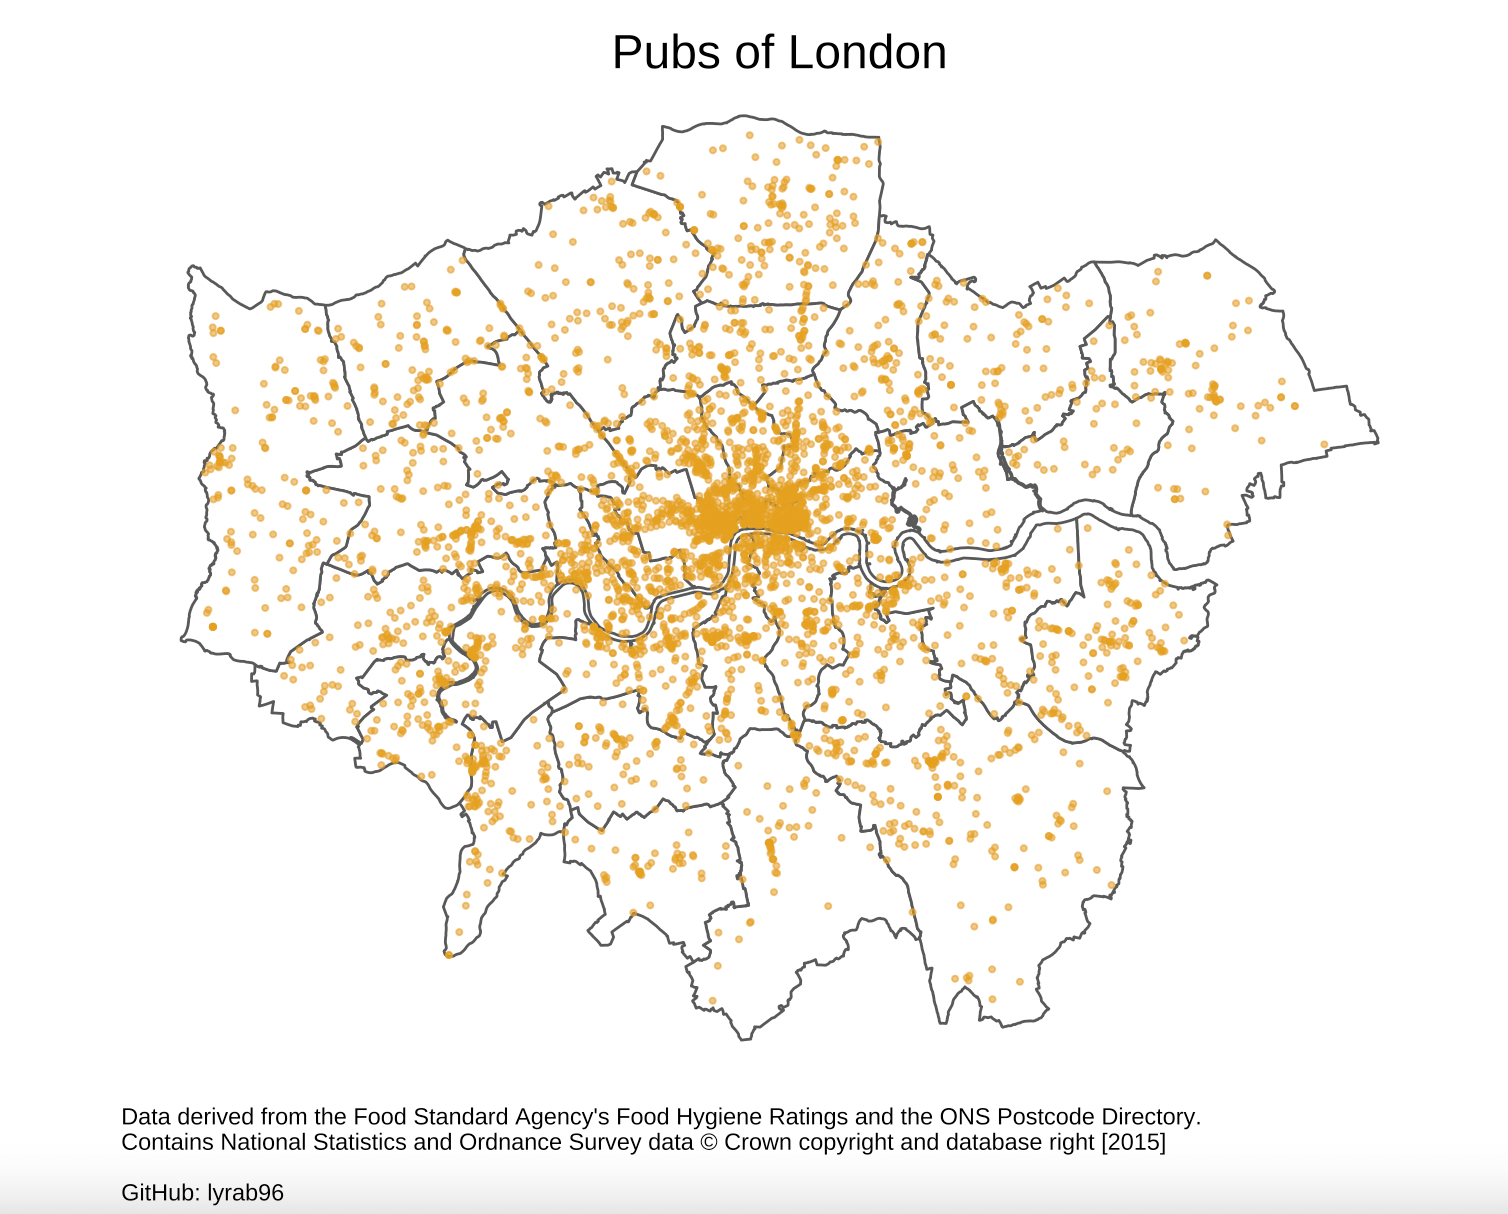 Pubs of London
Data derived from the Food Standard Agency's Food Hygiene Ratings and the ONS Postcode Directory.
Contains National Statistics and Ordnance Survey data © Crown copyright and database right [2015]
GitHub: lyrab96